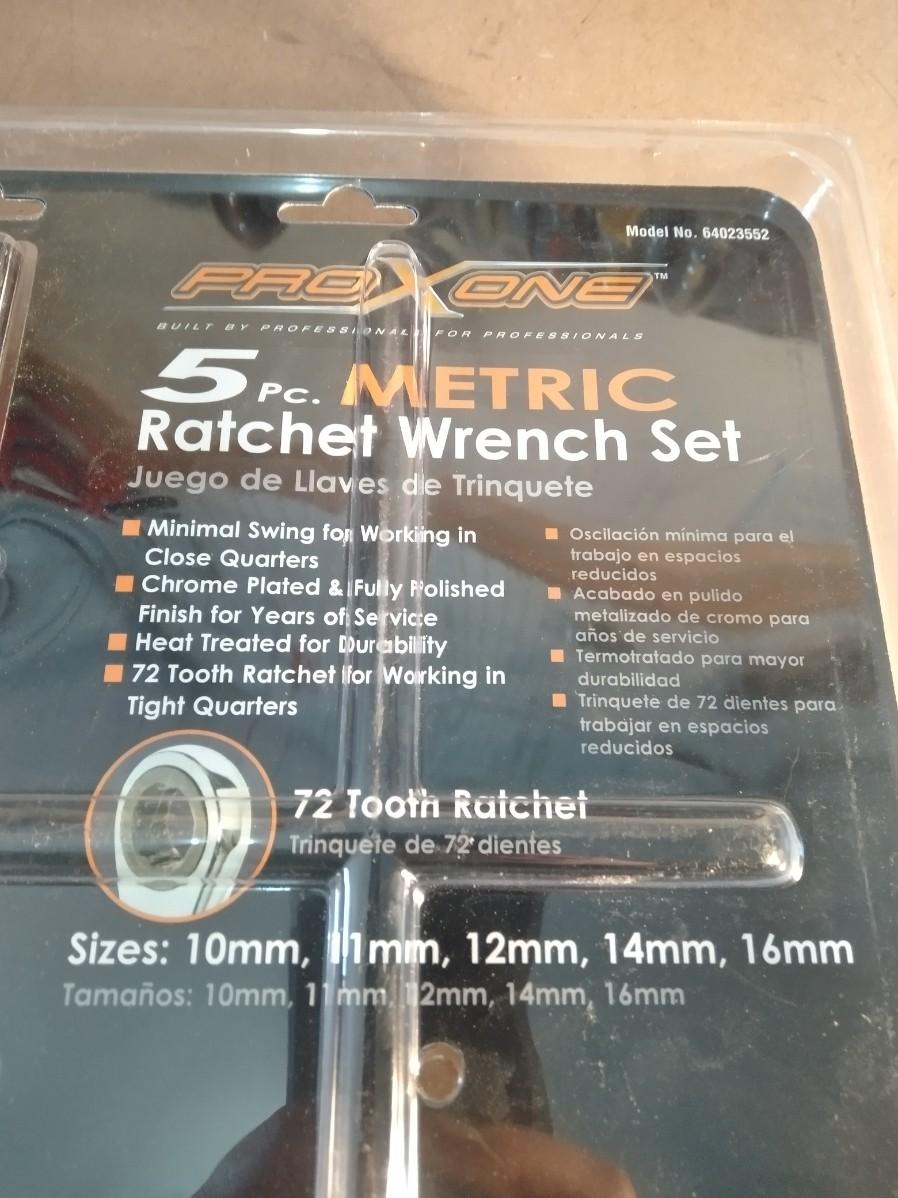 Model No. 64023552
PROXONE™
BUILT BY PROFESSIONALS FOR PROFESSIONALS
5 Pc. METRIC
Ratchet Wrench Set
Juego de Llaves de Trinquete
Minimal Swing for Working in
Close Quarters
Chrome Plated & Fully Polished
Finish for Years of Service
Heat Treated for Durability
72 Tooth Ratchet for Working in
Tight Quarters
Oscilación mínima para el
trabajo en espacios
reducidos
Acabado en pulido
metalizado de cromo para
años de servicio
Termotratado para mayor
durabilidad
Trinquete de 72 dientes para
trabajar en espacios
reducidos
72 Tooth Ratchet
Trinquete de 72 dientes
Sizes: 10mm, 11mm, 12mm, 14mm, 16mm
Tamaños: 10mm, 11mm, 12mm, 14mm, 16mm